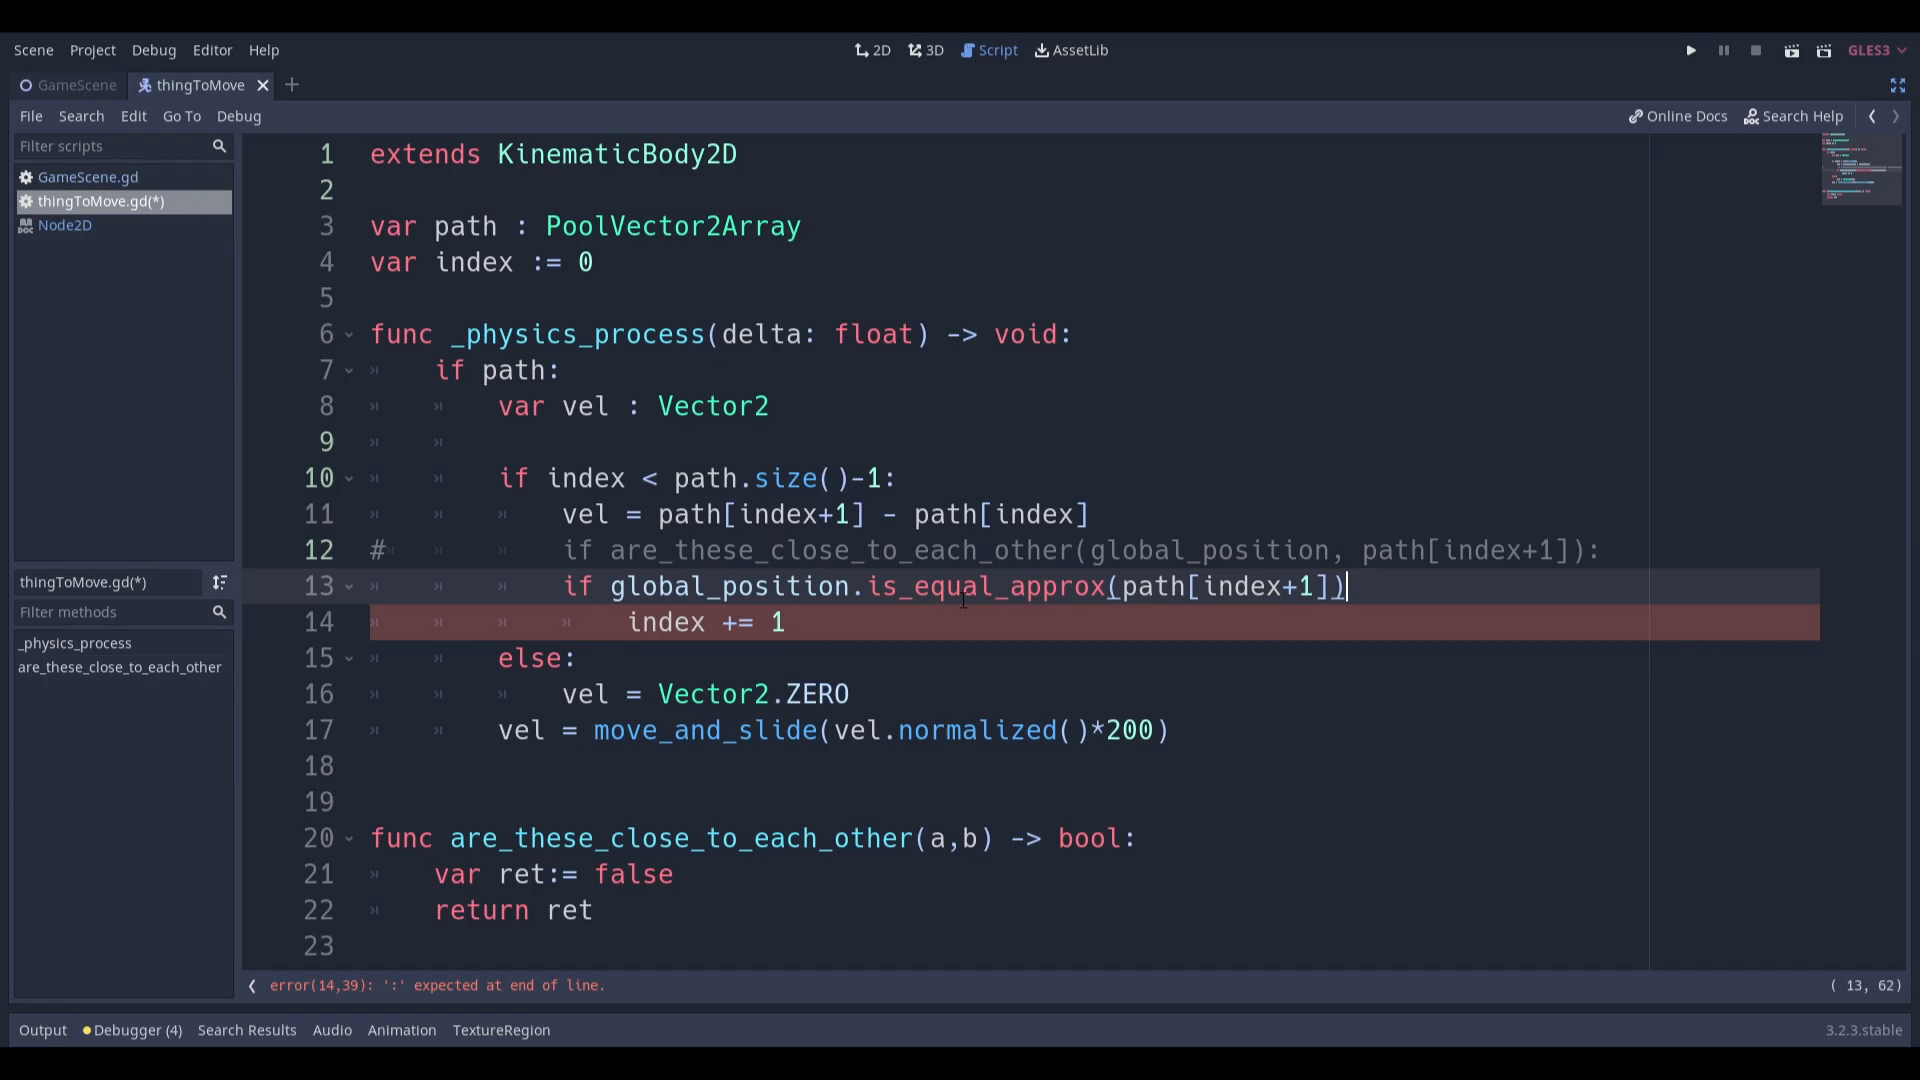 Scene Project Debug Editor Help 2D 3D Script AssetLib GLES3
GameScene thingToMove
File Search Edit Go To Debug Online Docs Search Help
Filter scripts
GameScene.gd
thingToMove.gd(*)
Node2D
thingToMove.gd(*)
Filter methods
_physics_process
are_these_close_to_each_other
1 extends KinematicBody2D
2
3 var path : PoolVector2Array
4 var index := 0
5
6 func _physics_process(delta: float) -> void:
7 if path:
8 var vel : Vector2
9
10 if index < path.size()-1:
11 vel = path[index+1] - path[index]
12 # if are_these_close_to_each_other(global_position, path[index+1]):
13 if global_position.is_equal_approx(path[index+1])
14 index += 1
15 else:
16 vel = Vector2.ZERO
17 vel = move_and_slide(vel.normalized()*200)
18
19
20 func are_these_close_to_each_other(a,b) -> bool:
21 var ret:= false
22 return ret
23
error(14,39): ':' expected at end of line. ( 13, 62)
Output Debugger (4) Search Results Audio Animation TextureRegion 3.2.3.stable